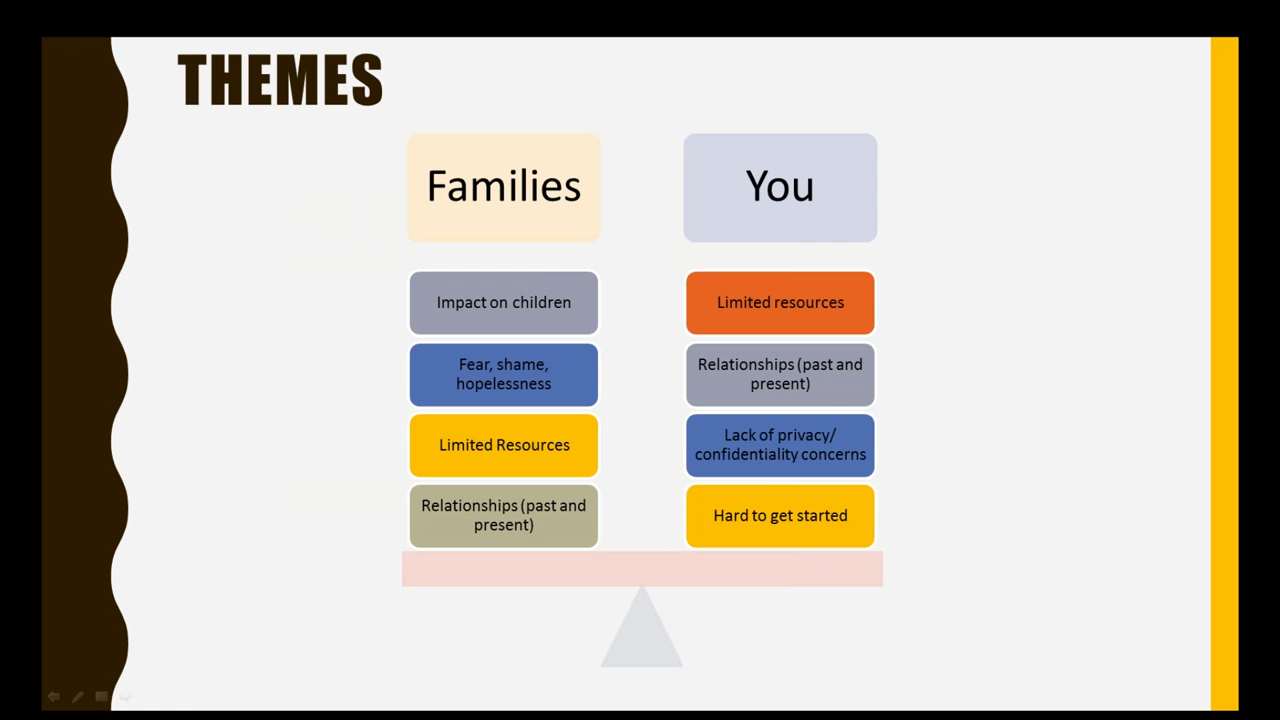 THEMES
Families
You
Impact on children
Fear, shame,
hopelessness
Limited Resources
Relationships (past and
present)
Limited resources
Relationships (past and
present)
Lack of privacy/
confidentiality concerns
Hard to get started